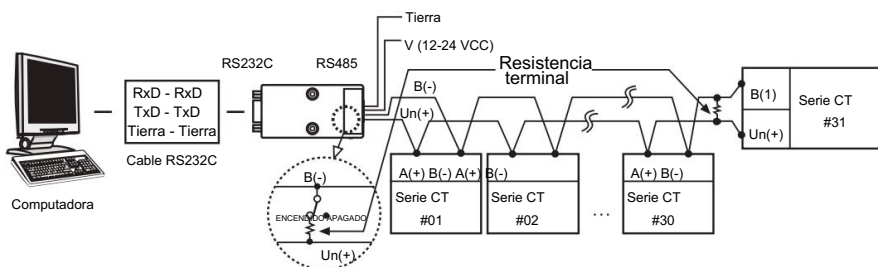 Tierra
V (12-24 VCC)
RS232C
RS485
Resistencia
terminal
RxD - RxD
TxD - TxD
Tierra - Tierra
Cable RS232C
Computadora
B(-)
Un(+)
B(1)
Un(+)
Serie CT
#31
A(+) B(-) A(+) B(-)
Serie CT
#01
Serie CT
#02
...
A(+) B(-)
Serie CT
#30
B(-)
ENCENDIDO APAGADO
Un(+)